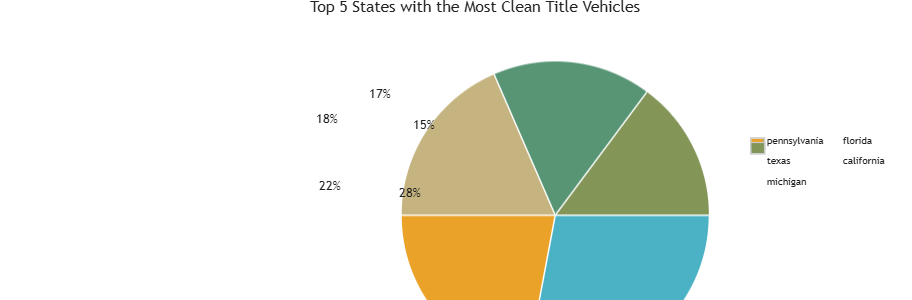 Top 5 States with the Most Clean Title Vehicles
17%
18%
15%
22%
28%
pennsylvania florida
texas california
michigan